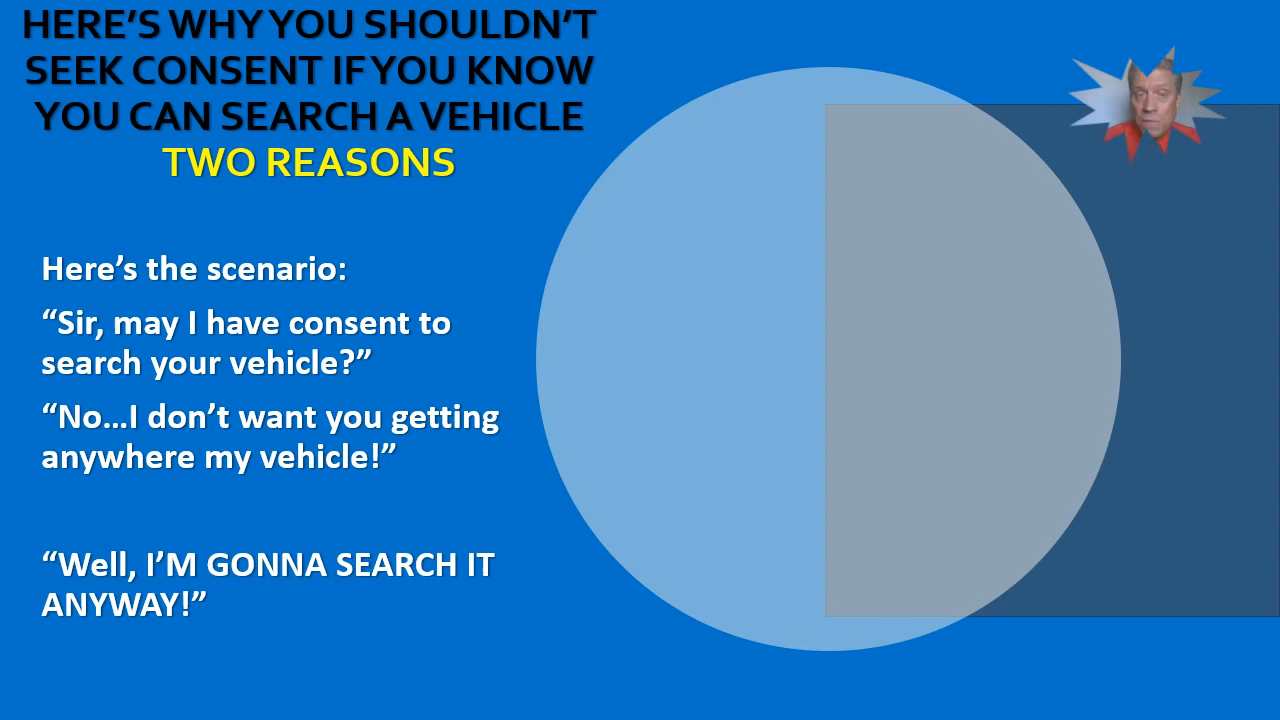 HERE’S WHY YOU SHOULDN’T
SEEK CONSENT IF YOU KNOW
YOU CAN SEARCH A VEHICLE
TWO REASONS
Here’s the scenario:
“Sir, may I have consent to
search your vehicle?”
“No…I don’t want you getting
anywhere my vehicle!”
“Well, I’M GONNA SEARCH IT
ANYWAY!”